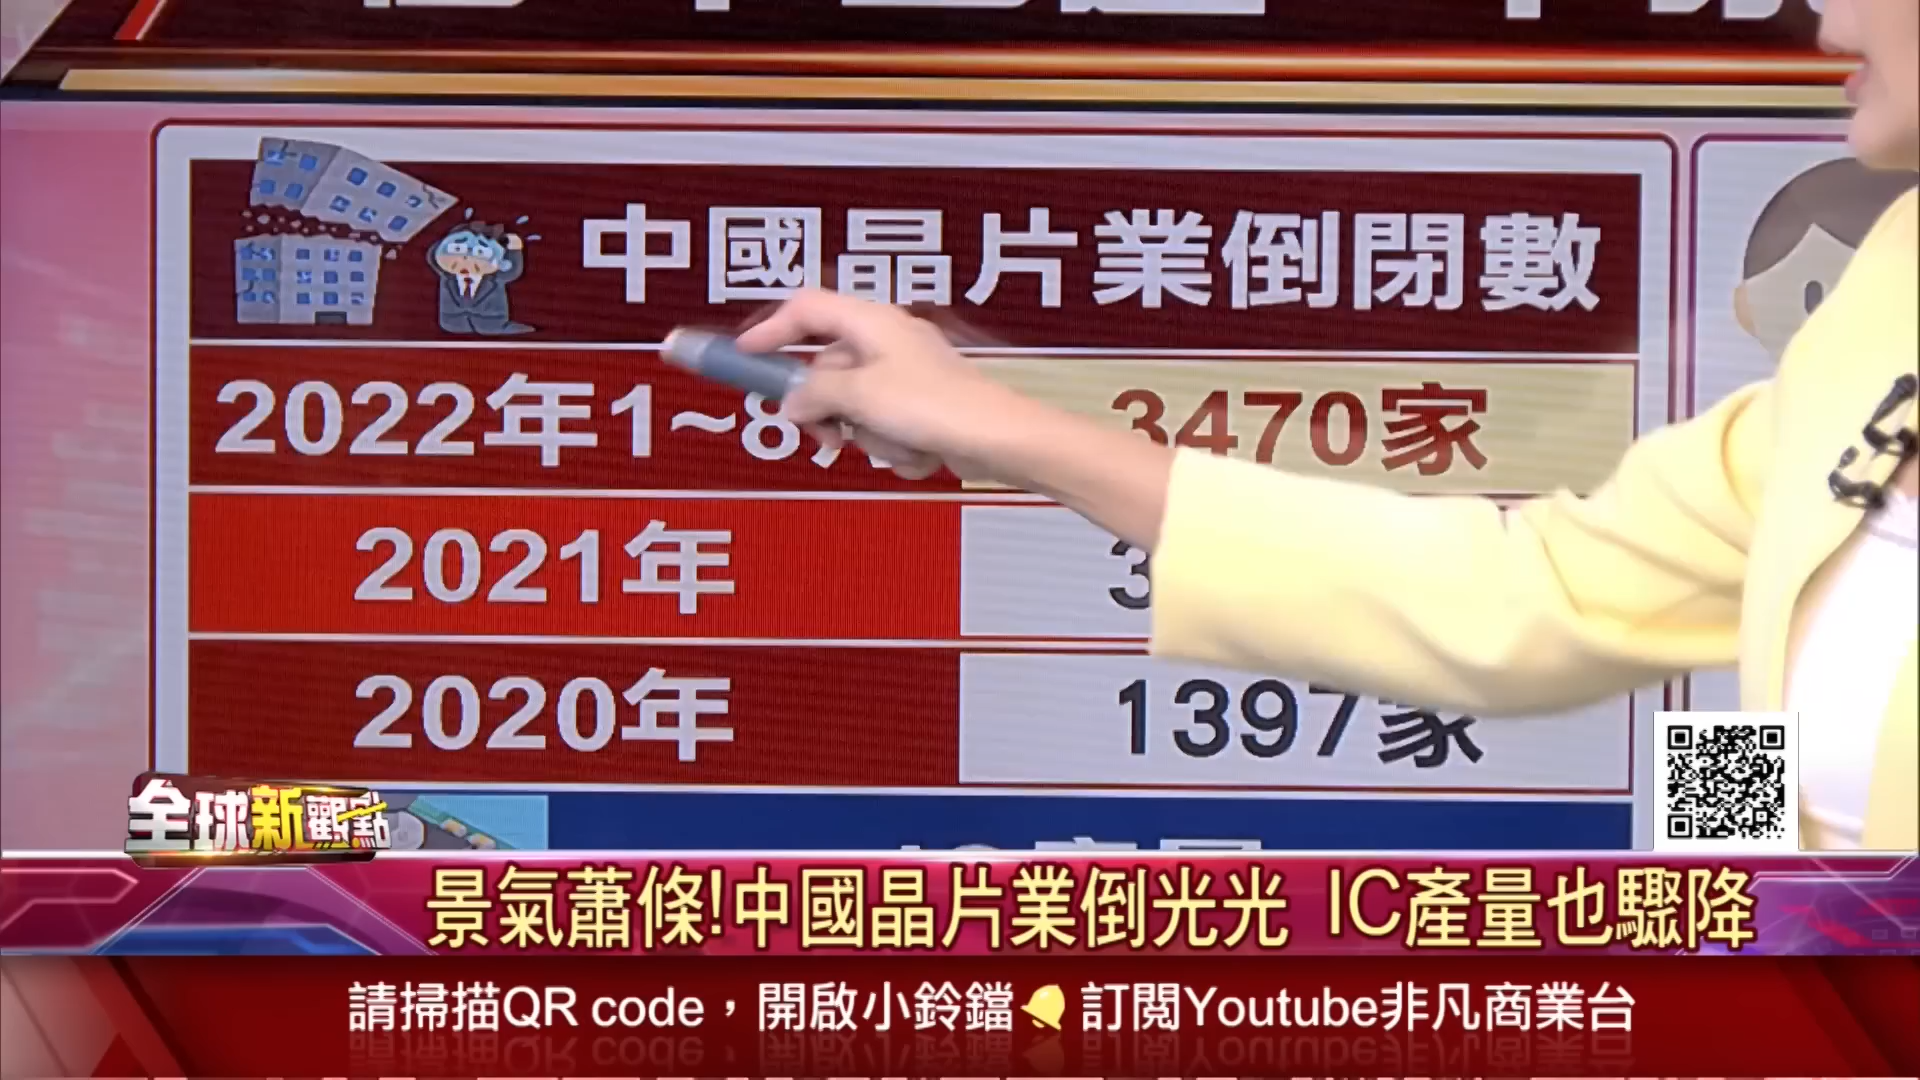 中國晶片業倒閉數
2022年1~8
3470家
2021年
3
2020年
1397家
全球新觀點
景氣蕭條!中國晶片業倒光光 IC產量也驟降
請掃描QR code，開啟小鈴鐺🔔訂閱Youtube非凡商業台